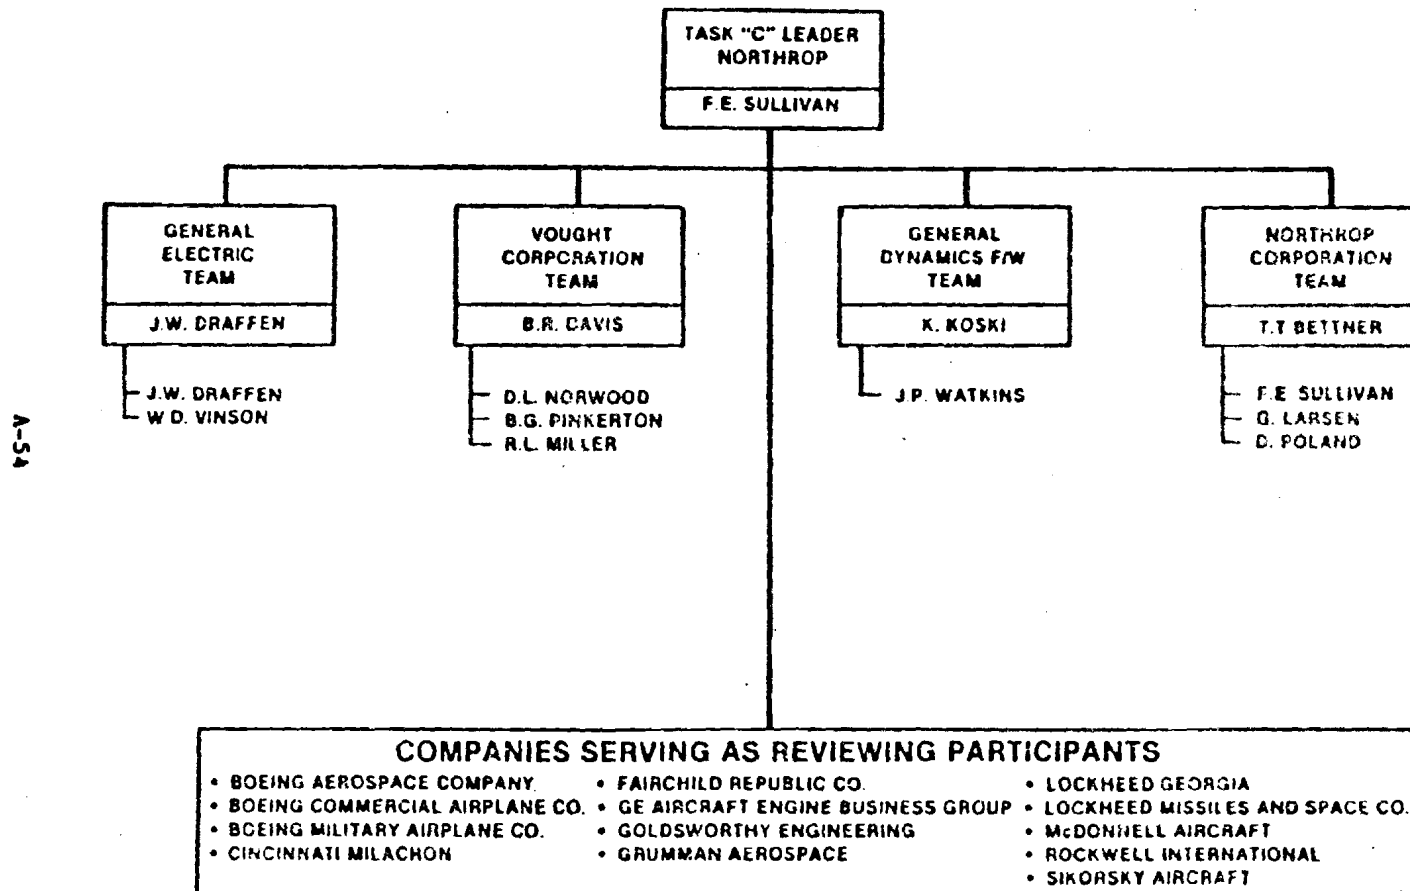 TASK "C" LEADER
NORTHROP
F.E. SULLIVAN
GENERAL
ELECTRIC
TEAM
J.W. DRAFFEN
J.W. DRAFFEN
W.D. VINSON
VOUGHT
CORPORATION
TEAM
B.R. DAVIS
D.L. NORWOOD
B.G. PINKERTON
R.L. MILLER
GENERAL
DYNAMICS F/W
TEAM
K. KOSKI
J.P. WATKINS
NORTHROP
CORPORATION
TEAM
T.T BETTNER
F.E SULLIVAN
G. LARSEN
D. POLAND
A-54
COMPANIES SERVING AS REVIEWING PARTICIPANTS
• BOEING AEROSPACE COMPANY
• BOEING COMMERCIAL AIRPLANE CO.
• BOEING MILITARY AIRPLANE CO.
• CINCINNATI MILACHON
• FAIRCHILD REPUBLIC CO.
• GE AIRCRAFT ENGINE BUSINESS GROUP
• GOLDSWORTHY ENGINEERING
• GRUMMAN AEROSPACE
• LOCKHEED GEORGIA
• LOCKHEED MISSILES AND SPACE CO.
• McDONNELL AIRCRAFT
• ROCKWELL INTERNATIONAL
• SIKORSKY AIRCRAFT